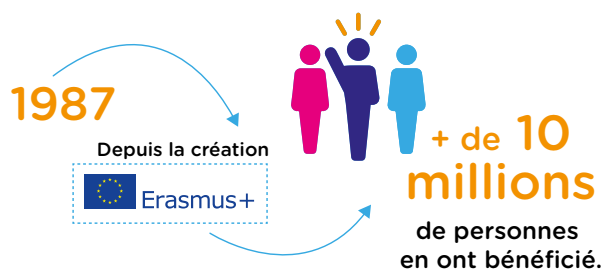 1987
Depuis la création
Erasmus+
+ de 10
millions
de personnes
en ont bénéficié.